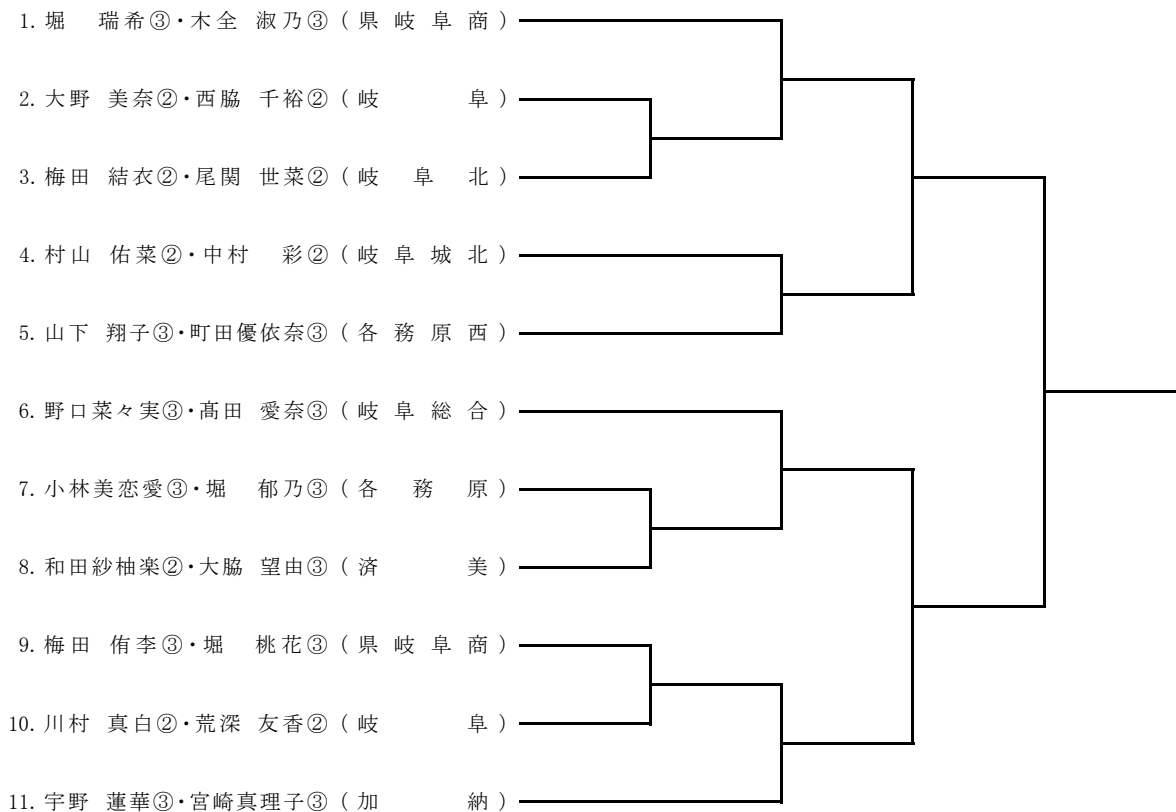 1. 堀　瑞希③・木全 淑乃③ （ 県 岐 阜 商 ）
2. 大野 美奈②・西脇 千裕② （ 岐　　　阜 ）
3. 梅田 結衣②・尾関 世菜② （ 岐　阜　北 ）
4. 村山 佑菜②・中村　彩② （ 岐 阜 城 北 ）
5. 山下 翔子③・町田優依奈③ （ 各 務 原 西 ）
6. 野口菜々実③・髙田 愛奈③ （ 岐 阜 総 合 ）
7. 小林美恋愛③・堀　郁乃③ （ 各　務　原 ）
8. 和田紗柚楽②・大脇 望由③ （ 済　　　美 ）
9. 梅田 侑李③・堀　桃花③ （ 県 岐 阜 商 ）
10. 川村 真白②・荒深 友香② （ 岐　　　阜 ）
11. 宇野 蓮華③・宮崎真理子③ （ 加　　　納 ）